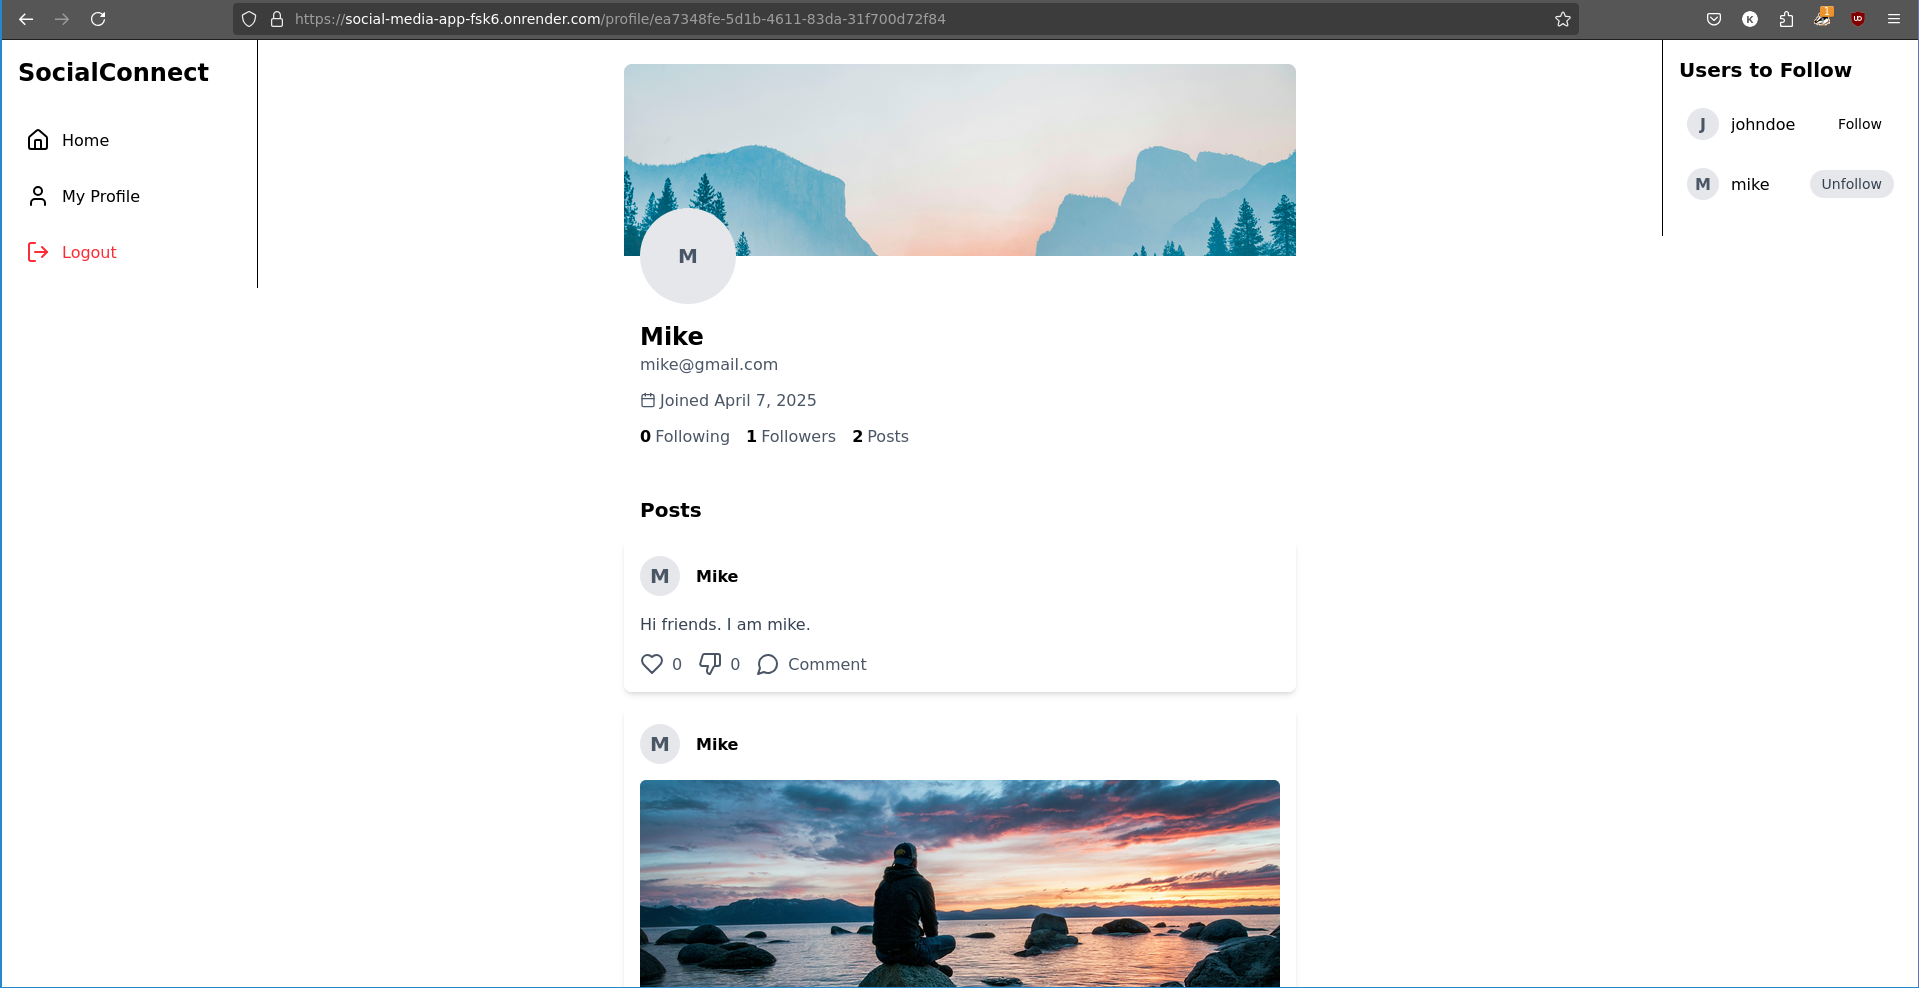 https://social-media-app-fsk6.onrender.com/profile/ea7348fe-5d1b-4611-83da-31f700d72f84
K
1
UD
SocialConnect
Home
My Profile
Logout
M
Mike
mike@gmail.com
Joined April 7, 2025
0 Following 1 Followers 2 Posts
Posts
M Mike
Hi friends. I am mike.
0 0 Comment
M Mike
Users to Follow
J johndoe Follow
M mike Unfollow